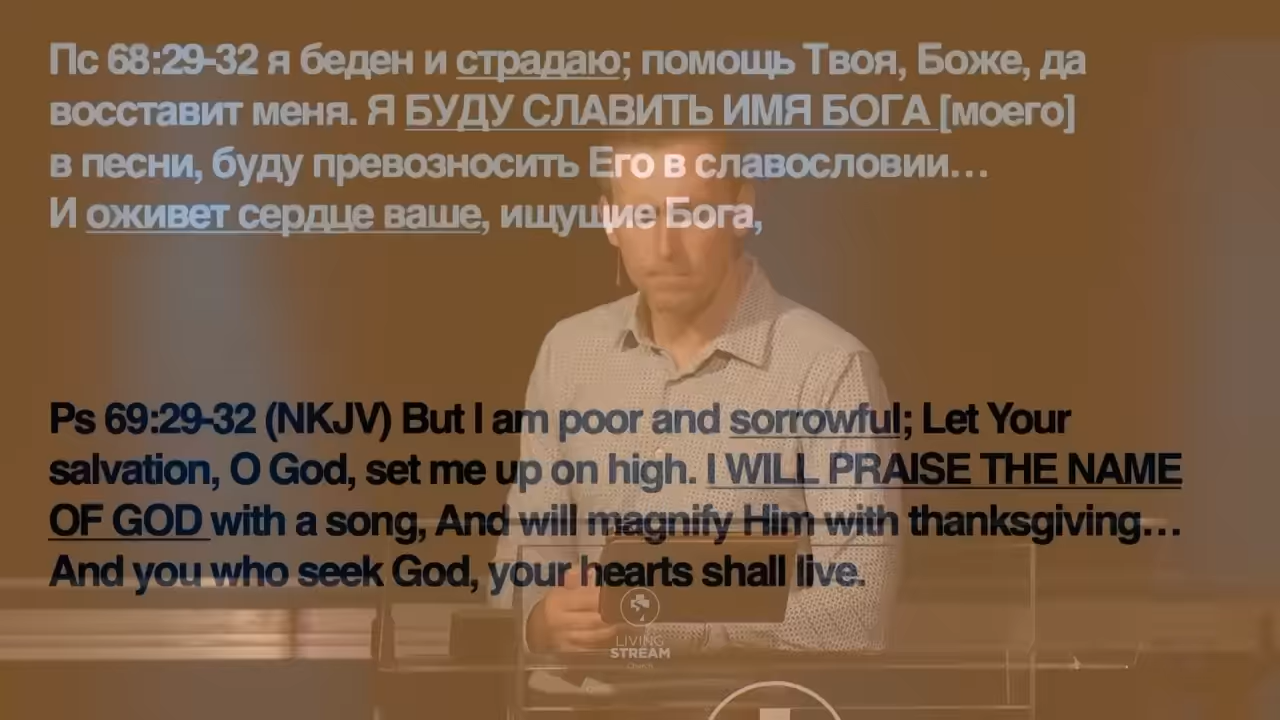 Пс 68:29-32 я беден и страдаю; помощь Твоя, Боже, да
восставит меня. Я БУДУ СЛАВИТЬ ИМЯ БОГА [моего]
в песни, буду превозносить Его в славословии…
И оживет сердце ваше, ищущие Бога,
Ps 69:29-32 (NKJV) But I am poor and sorrowful; Let Your
salvation, O God, set me up on high. I WILL PRAISE THE NAME
OF GOD with a song, And will magnify Him with thanksgiving…
And you who seek God, your hearts shall live.
LIVING
STREAM